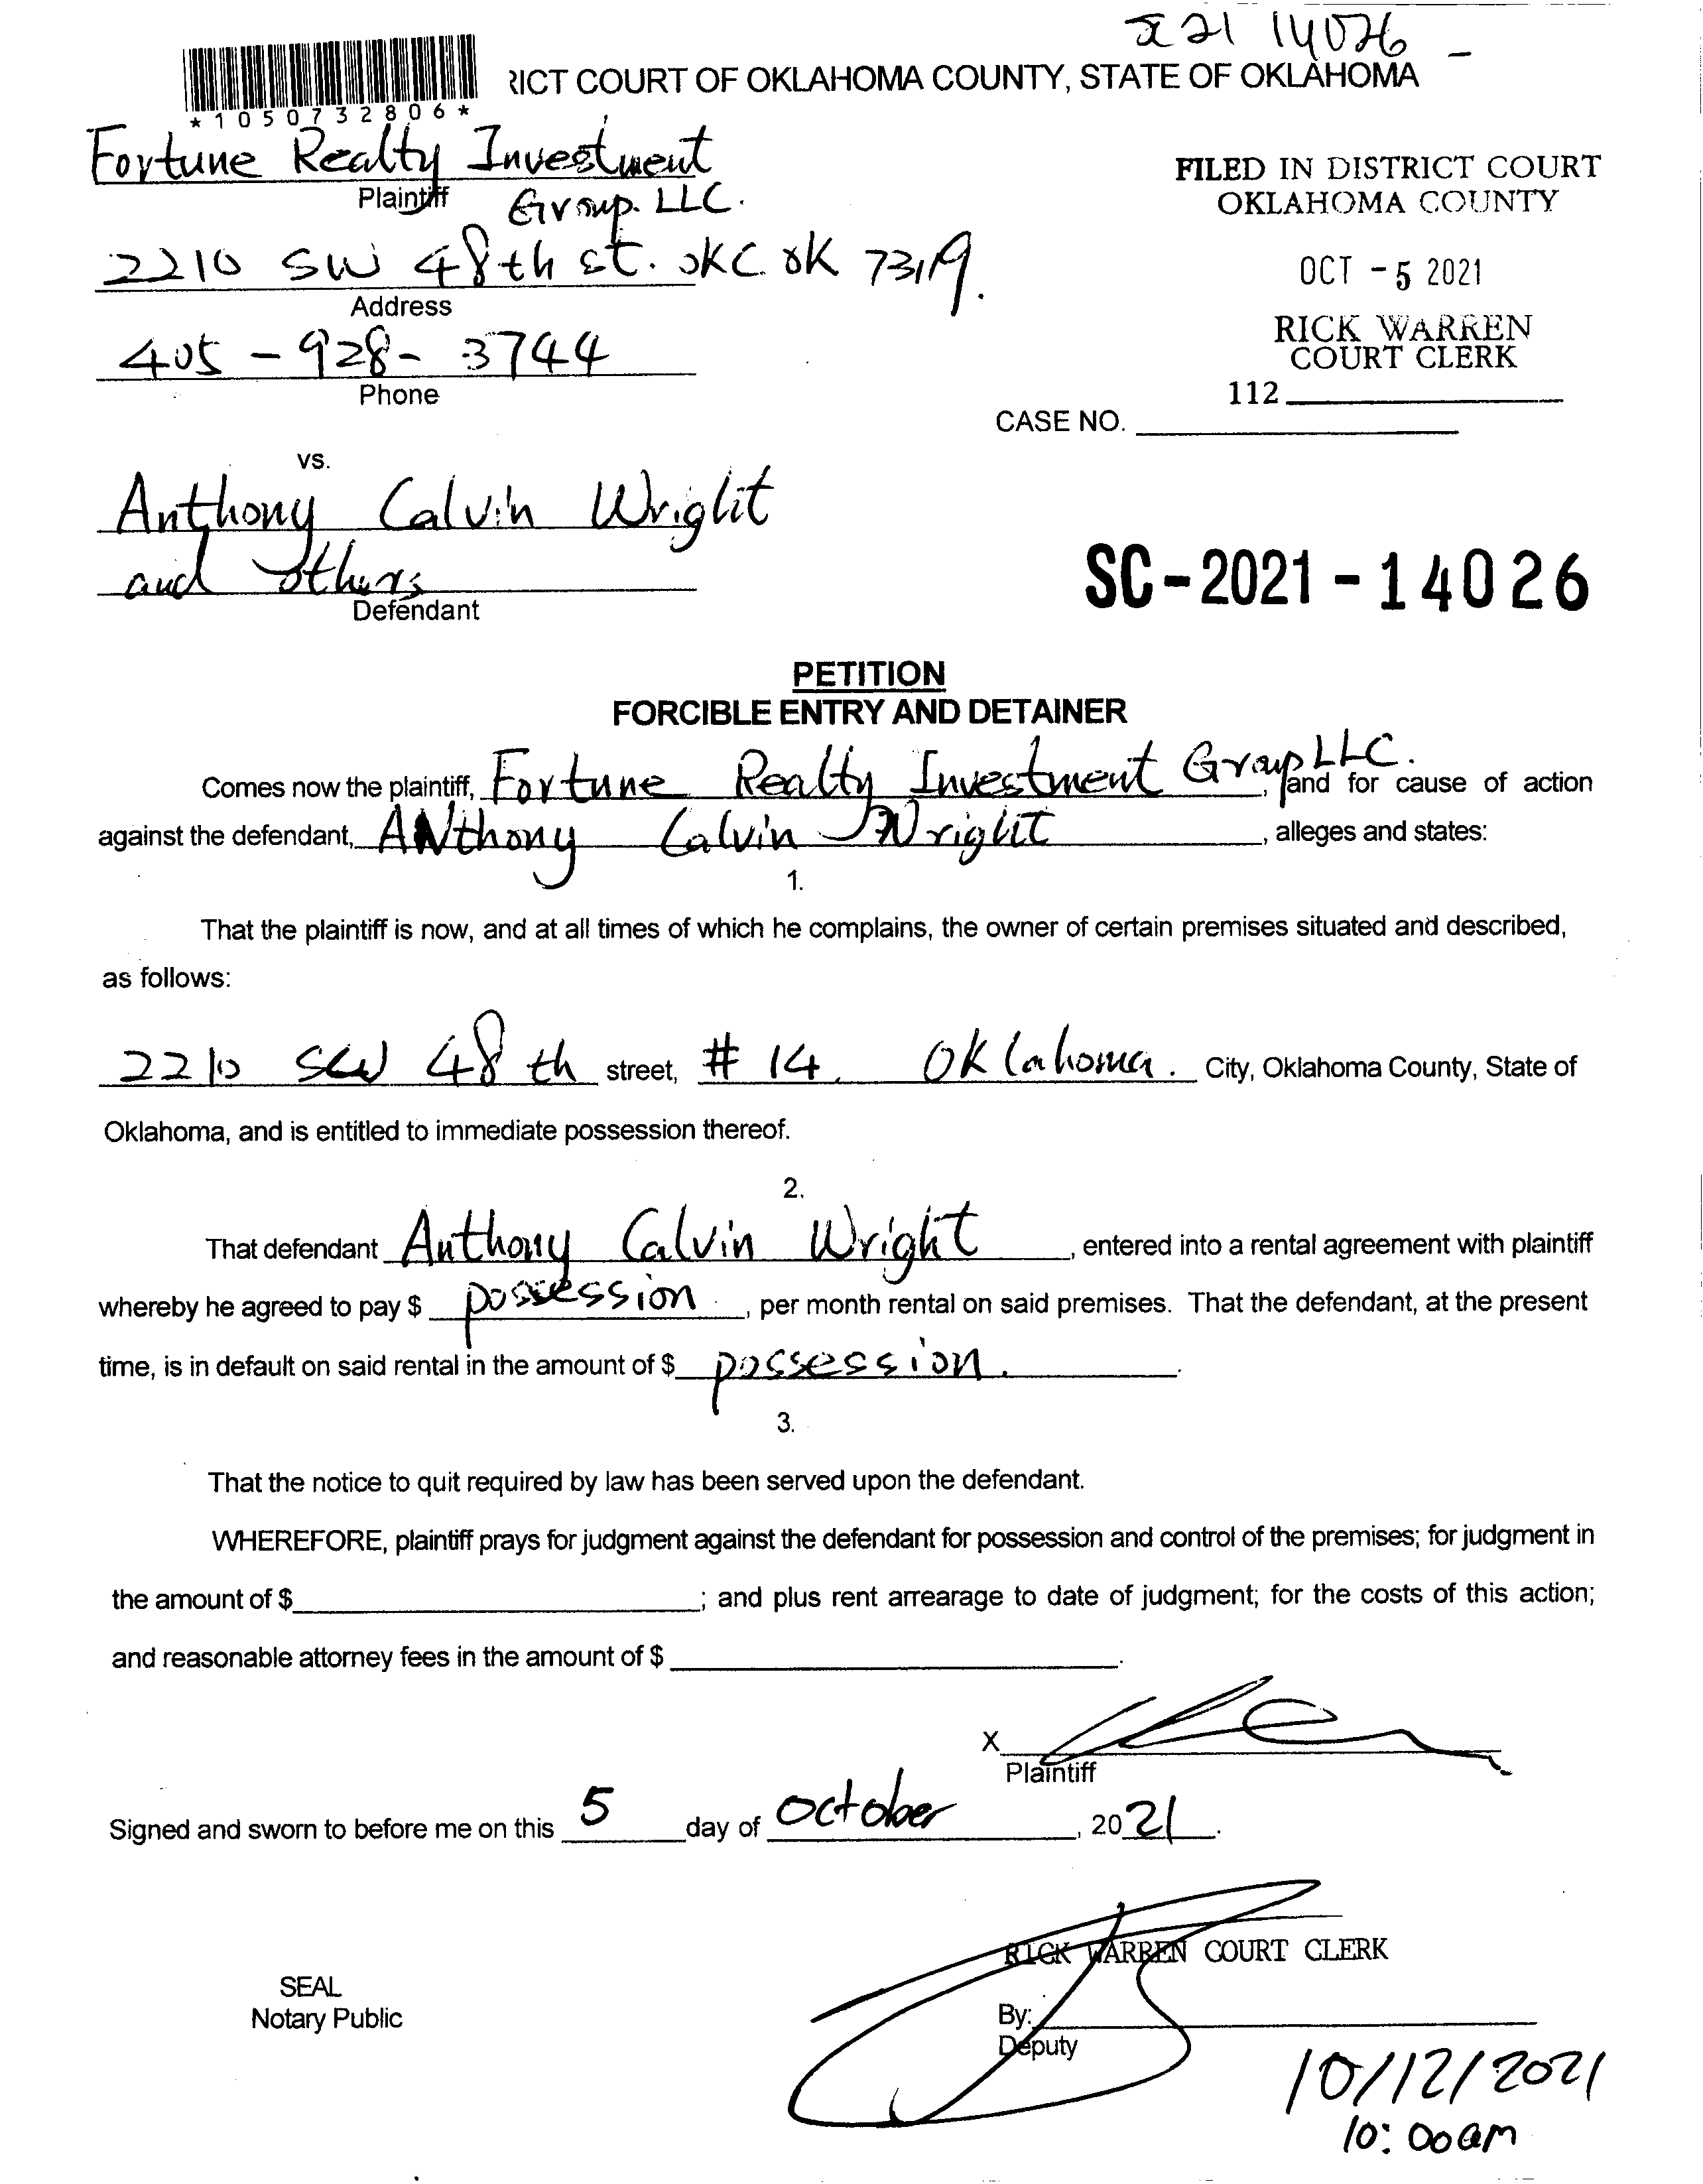 21 14026
RICT COURT OF OKLAHOMA COUNTY, STATE OF OKLAHOMA
*1050732806*
Fortune Realty Investment
Plaintiff Group. LLC.
FILED IN DISTRICT COURT
OKLAHOMA COUNTY
2210 SW 48th st. OKC OK 73119.
Address
OCT -5 2021
RICK WARREN
COURT CLERK
405-928-3744
Phone
112
CASE NO.
vs.
Anthony Calvin Wright
and others
Defendant
SC-2021-14026
PETITION
FORCIBLE ENTRY AND DETAINER
Comes now the plaintiff, Fortune Realty Investment Group LLC. , and for cause of action
against the defendant, ANthony Calvin Wright , alleges and states:
1.
That the plaintiff is now, and at all times of which he complains, the owner of certain premises situated and described,
as follows:
2210 SW 48th street, # 14. Oklahoma. City, Oklahoma County, State of
Oklahoma, and is entitled to immediate possession thereof.
2.
That defendant Anthony Calvin Wright , entered into a rental agreement with plaintiff
whereby he agreed to pay $ possession , per month rental on said premises. That the defendant, at the present
time, is in default on said rental in the amount of $ possession. .
3.
That the notice to quit required by law has been served upon the defendant.
WHEREFORE, plaintiff prays for judgment against the defendant for possession and control of the premises; for judgment in
the amount of $ ; and plus rent arrearage to date of judgment; for the costs of this action;
and reasonable attorney fees in the amount of $ .
X
Plaintiff
Signed and sworn to before me on this 5 day of october , 20 21 .
RICK WARREN COURT CLERK
SEAL
Notary Public
By:
Deputy
10/12/2021
10:00am